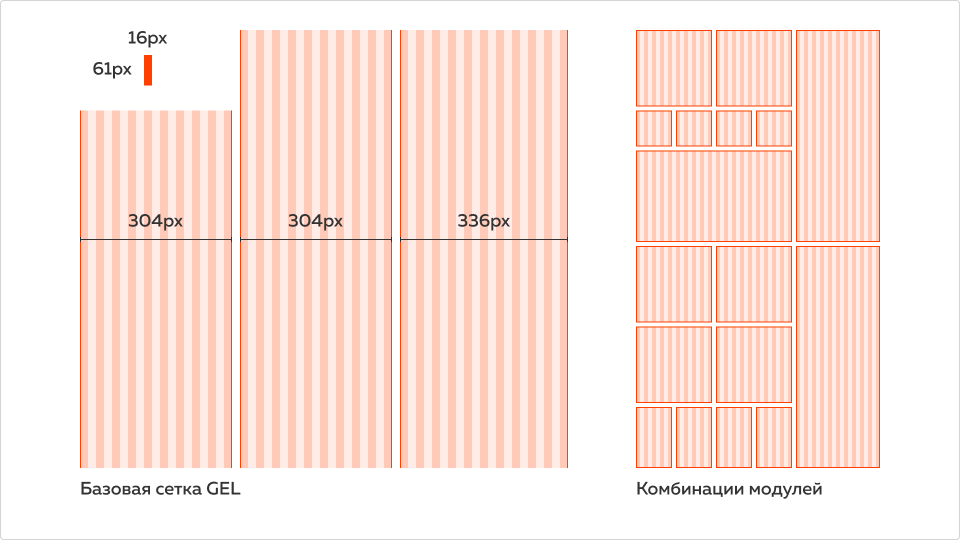 16px
61px
304px
304px
336px
Базовая сетка GEL
Комбинации модулей